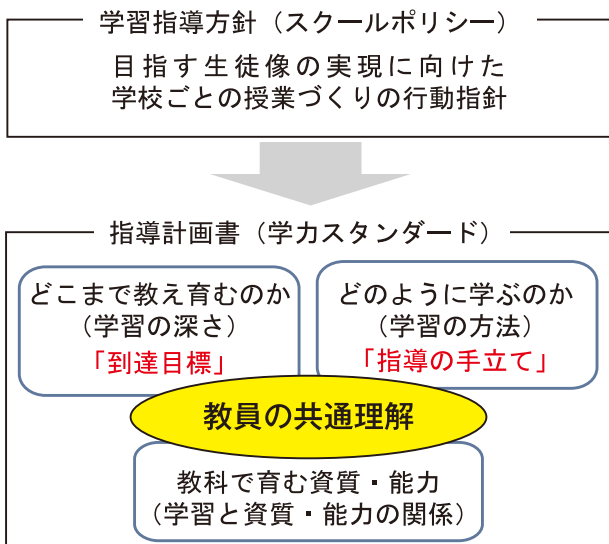 学習指導方針（スクールポリシー）
目指す生徒像の実現に向けた
学校ごとの授業づくりの行動指針
指導計画書（学力スタンダード）
どこまで教え育むのか
（学習の深さ）
「到達目標」
どのように学ぶのか
（学習の方法）
「指導の手立て」
教員の共通理解
教科で育む資質・能力
（学習と資質・能力の関係）